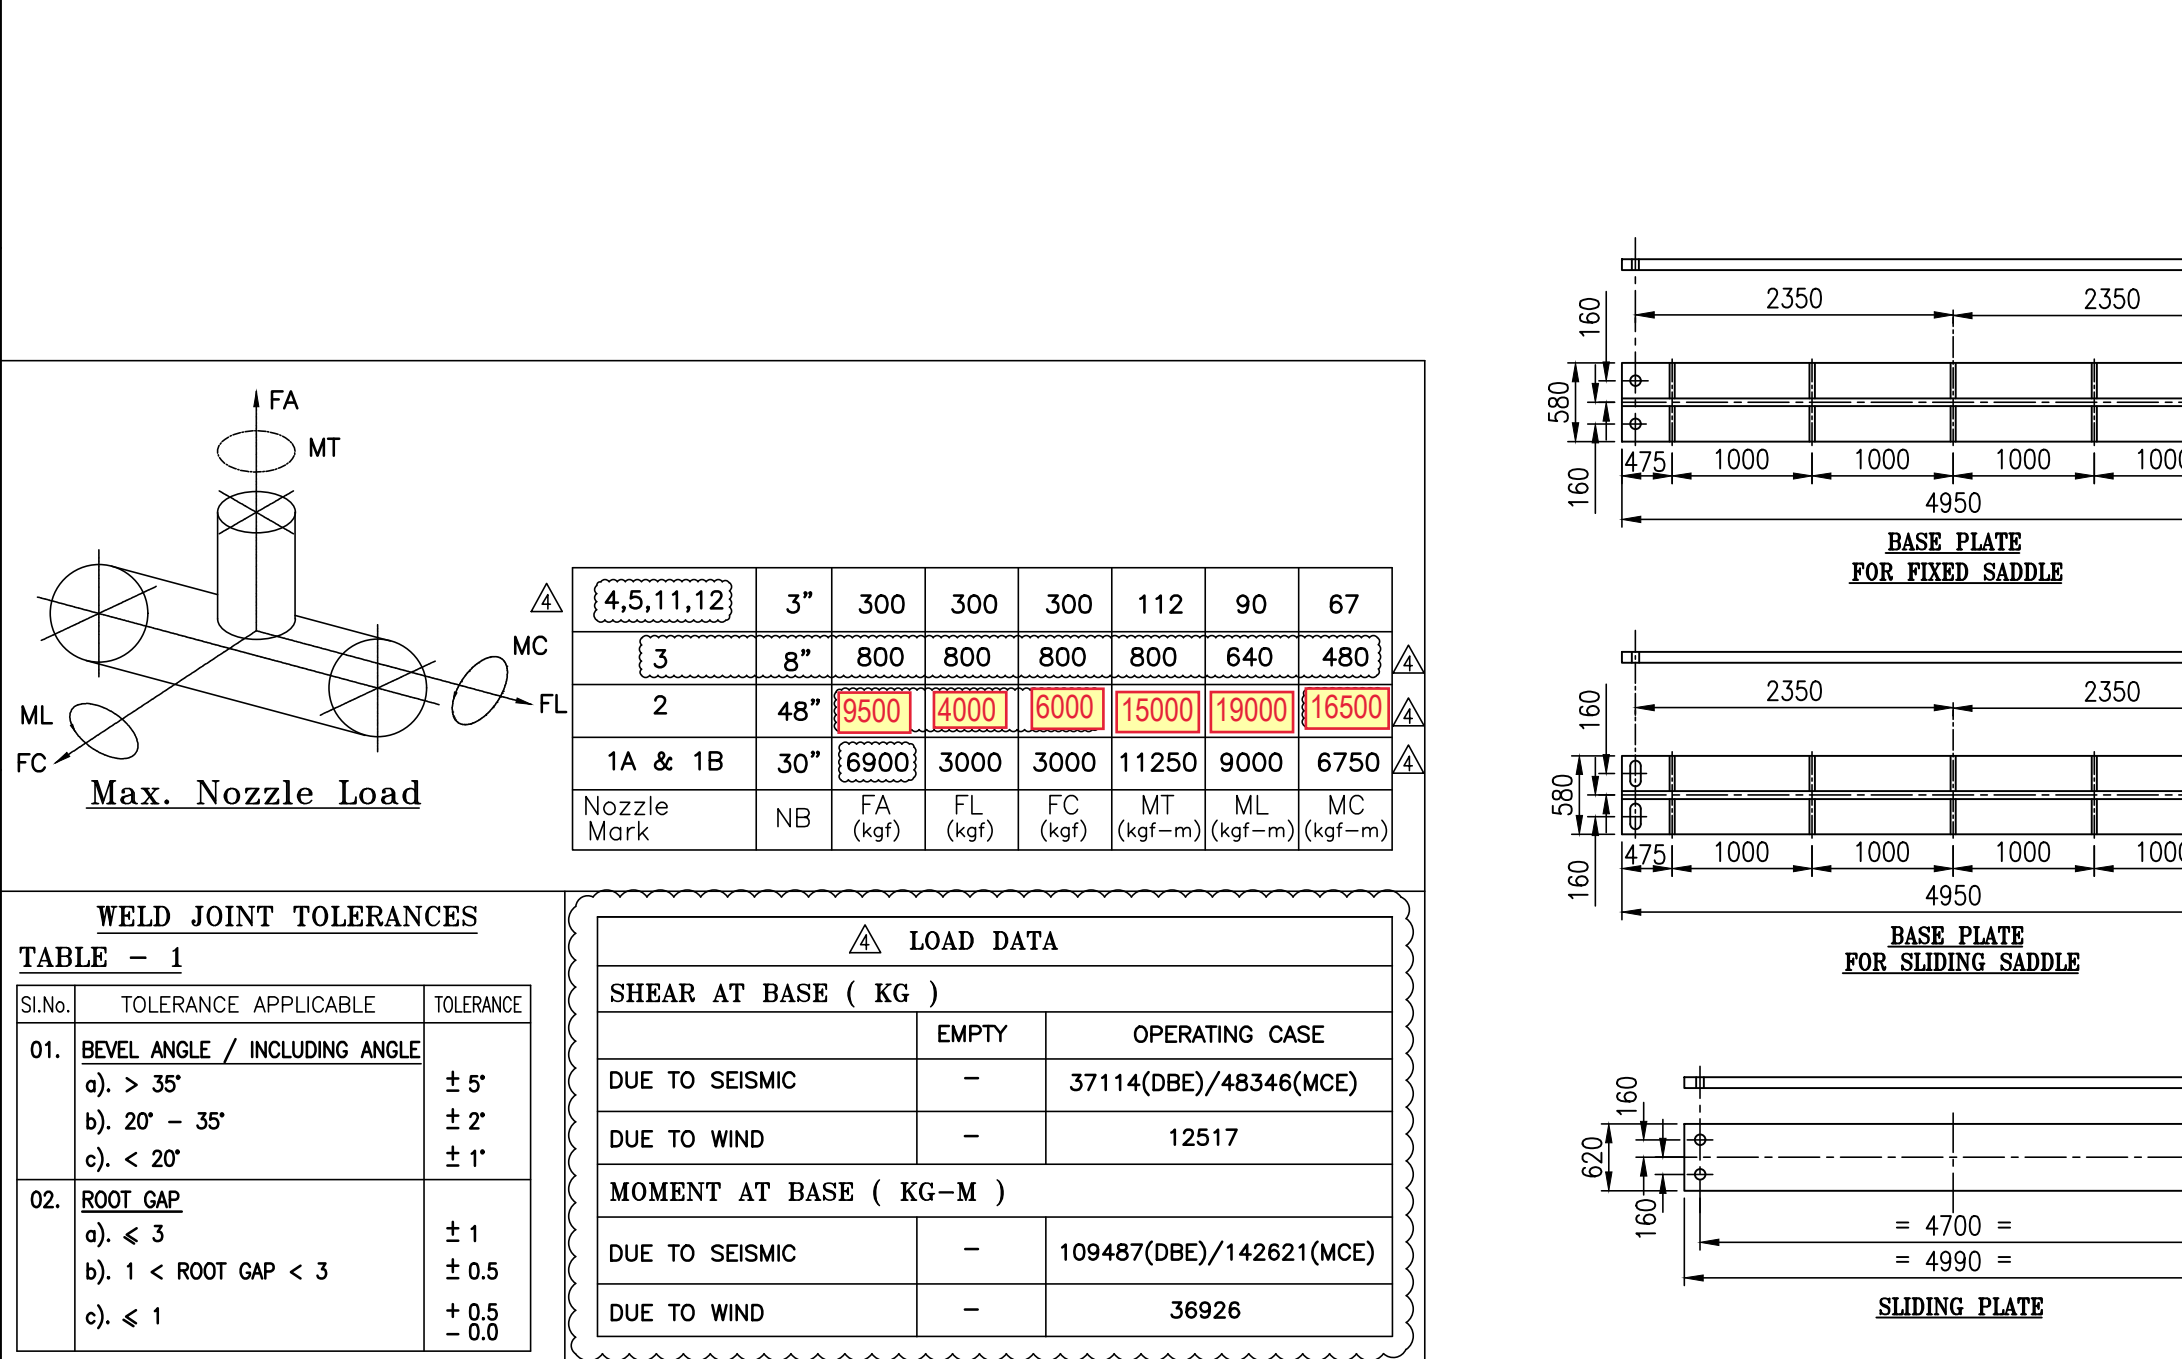 FA
MT
MC
FL
ML
FC
Max. Nozzle Load
4 4,5,11,12 3” 300 300 300 112 90 67
3 8” 800 800 800 800 640 480 4
2 48” 9500 4000 6000 15000 19000 16500 4
1A & 1B 30” 6900 3000 3000 11250 9000 6750 4
Nozzle Mark NB FA (kgf) FL (kgf) FC (kgf) MT (kgf-m) ML (kgf-m) MC (kgf-m)
WELD JOINT TOLERANCES
TABLE - 1
Sl.No. TOLERANCE APPLICABLE TOLERANCE
01. BEVEL ANGLE / INCLUDING ANGLE
a). > 35° ± 5°
b). 20° - 35° ± 2°
c). < 20° ± 1°
02. ROOT GAP
a). ⩽ 3 ± 1
b). 1 < ROOT GAP < 3 ± 0.5
c). ⩽ 1 + 0.5
- 0.0
4 LOAD DATA
SHEAR AT BASE ( KG )
EMPTY OPERATING CASE
DUE TO SEISMIC - 37114(DBE)/48346(MCE)
DUE TO WIND - 12517
MOMENT AT BASE ( KG-M )
DUE TO SEISMIC - 109487(DBE)/142621(MCE)
DUE TO WIND - 36926
2350 2350
160
580
160
475 1000 1000 1000
4950
BASE PLATE
FOR FIXED SADDLE
2350 2350
160
580
160
475 1000 1000 1000
4950
BASE PLATE
FOR SLIDING SADDLE
160
620
160
= 4700 =
= 4990 =
SLIDING PLATE